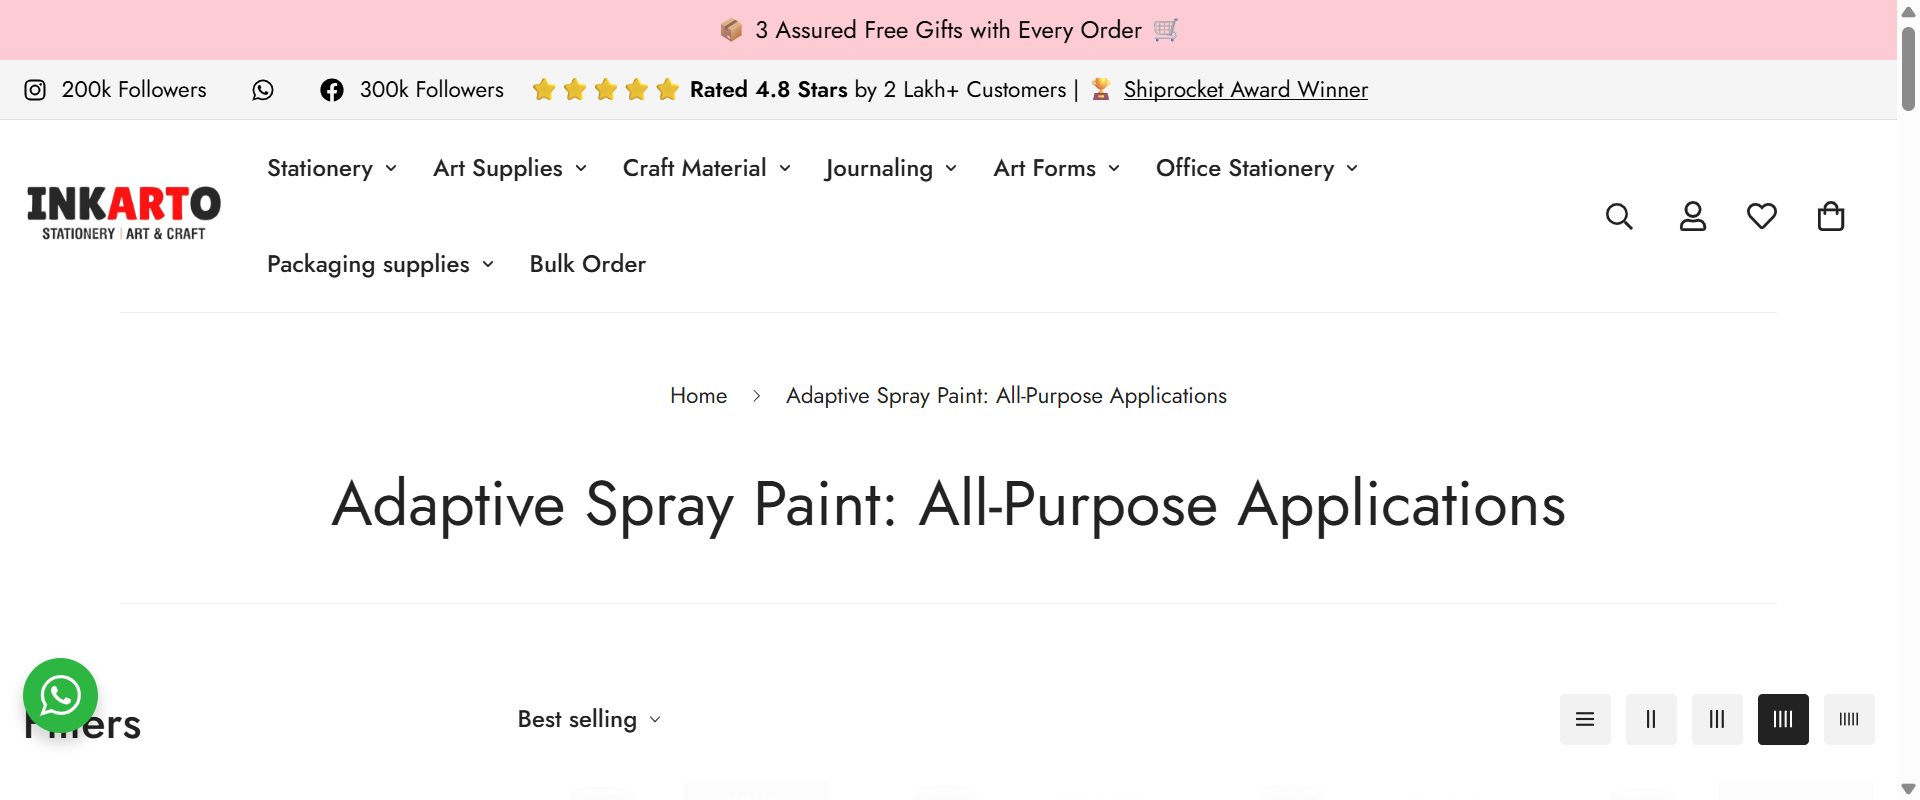 3 Assured Free Gifts with Every Order
200k Followers
300k Followers
Rated 4.8 Stars by 2 Lakh+ Customers |
Shiprocket Award Winner
INKARTO
STATIONERY | ART & CRAFT
Stationery
Art Supplies
Craft Material
Journaling
Art Forms
Office Stationery
Packaging supplies
Bulk Order
Home
Adaptive Spray Paint: All-Purpose Applications
Adaptive Spray Paint: All-Purpose Applications
Best selling